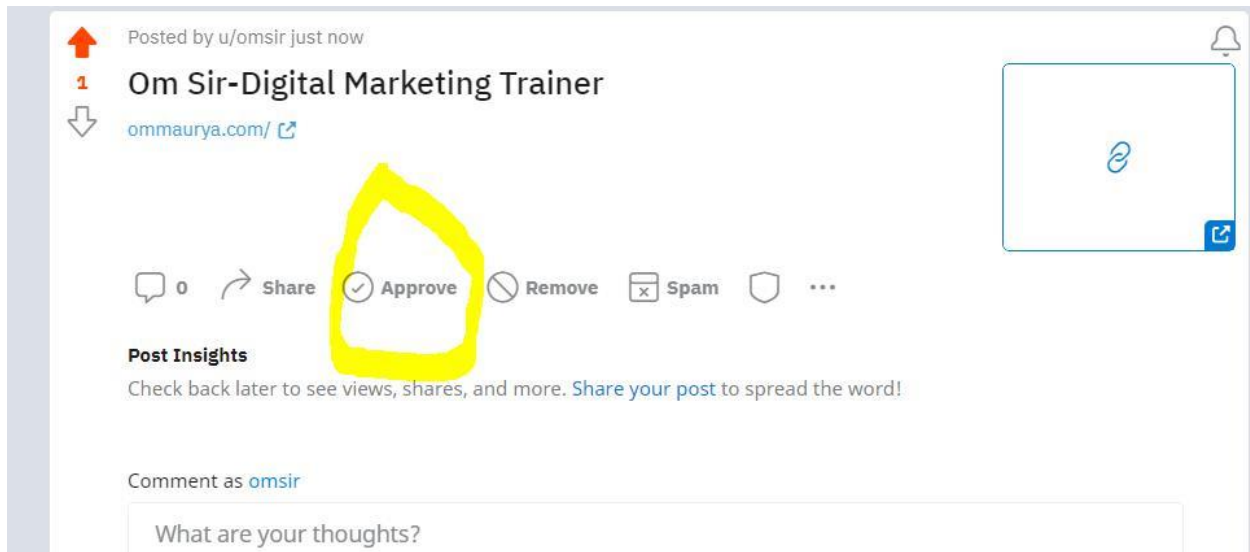 Posted by u/omsir just now
1
Om Sir-Digital Marketing Trainer
ommaurya.com/
0 Share Approve Remove Spam ...
Post Insights
Check back later to see views, shares, and more. Share your post to spread the word!
Comment as omsir
What are your thoughts?